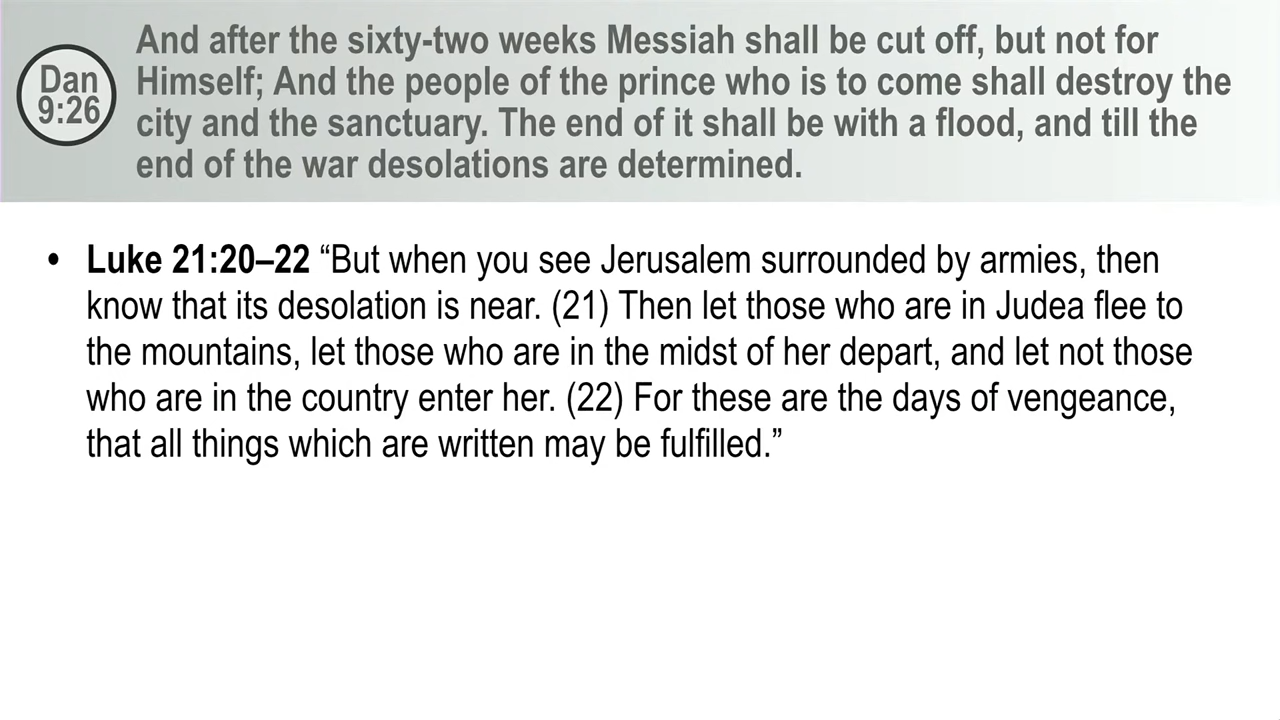 Dan
9:26
And after the sixty-two weeks Messiah shall be cut off, but not for
Himself; And the people of the prince who is to come shall destroy the
city and the sanctuary. The end of it shall be with a flood, and till the
end of the war desolations are determined.
• Luke 21:20–22 “But when you see Jerusalem surrounded by armies, then
know that its desolation is near. (21) Then let those who are in Judea flee to
the mountains, let those who are in the midst of her depart, and let not those
who are in the country enter her. (22) For these are the days of vengeance,
that all things which are written may be fulfilled.”